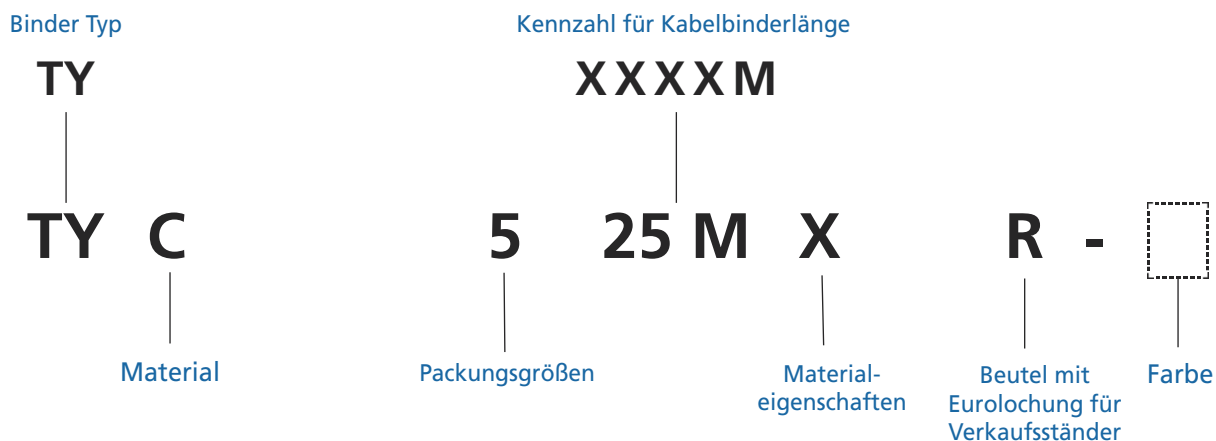 Binder Typ
Kennzahl für Kabelbinderlänge
TY
XXXXM
TY C 5 25 M X R -
Material
Packungsgrößen
Material-
eigenschaften
Beutel mit
Eurolochung für
Verkaufsständer
Farbe